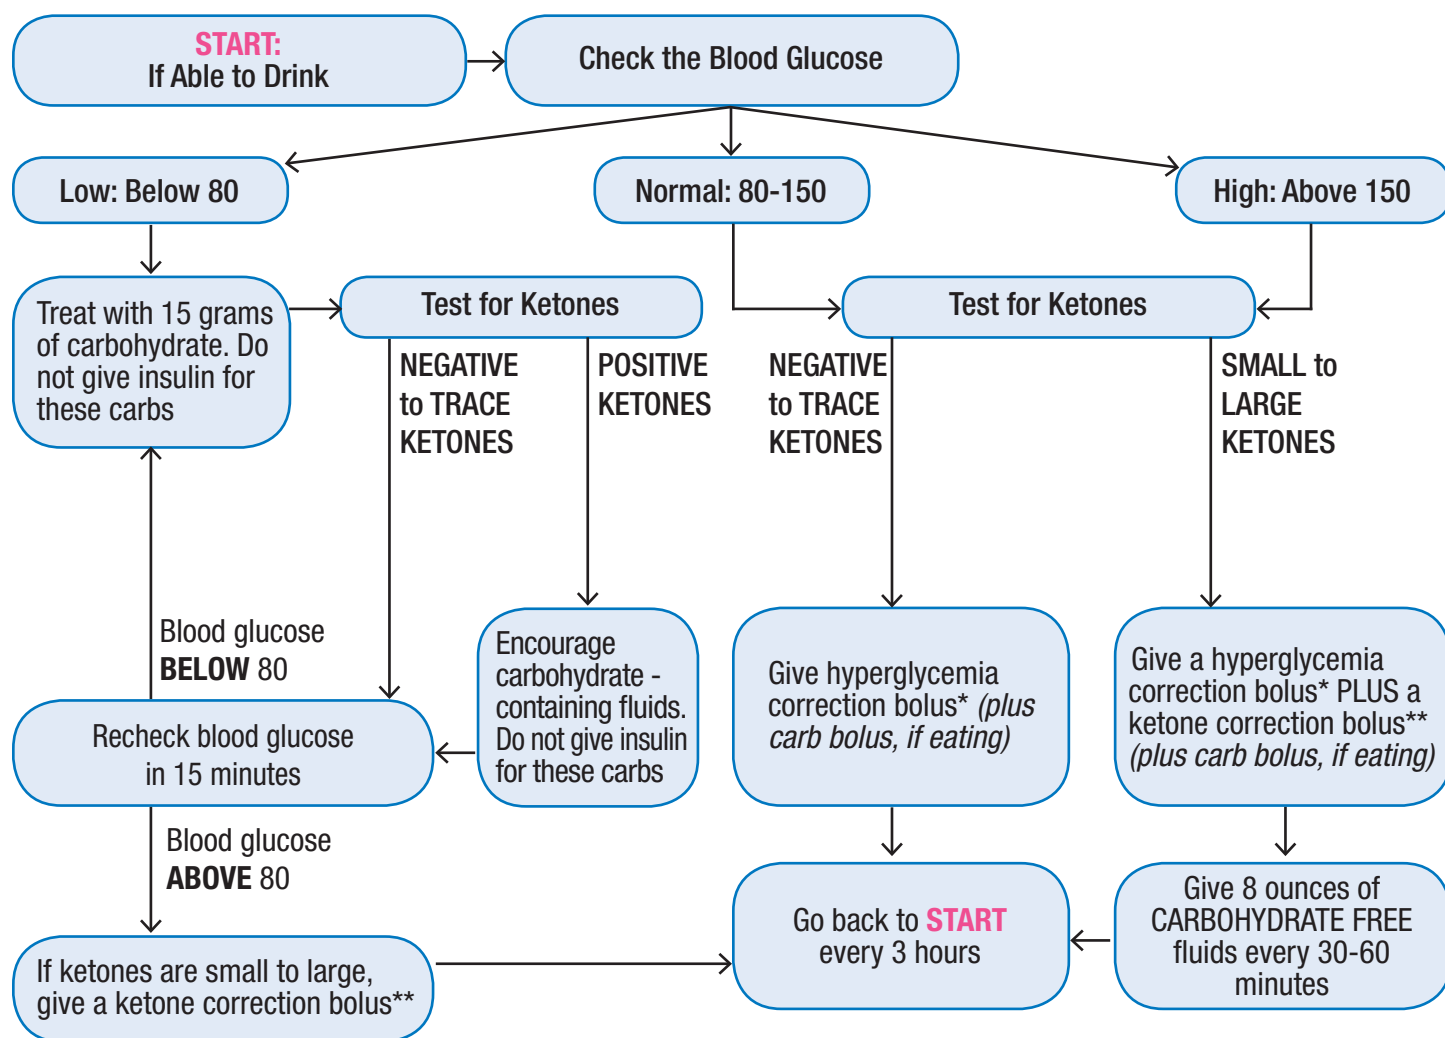 START:
If Able to Drink
Check the Blood Glucose
Low: Below 80
Normal: 80-150
High: Above 150
Treat with 15 grams
of carbohydrate. Do
not give insulin for
these carbs
Test for Ketones
Test for Ketones
NEGATIVE
to TRACE
KETONES
POSITIVE
KETONES
NEGATIVE
to TRACE
KETONES
SMALL to
LARGE
KETONES
Blood glucose
BELOW 80
Encourage
carbohydrate -
containing fluids.
Do not give insulin
for these carbs
Give hyperglycemia
correction bolus* (plus
carb bolus, if eating)
Give a hyperglycemia
correction bolus* PLUS a
ketone correction bolus**
(plus carb bolus, if eating)
Recheck blood glucose
in 15 minutes
Blood glucose
ABOVE 80
If ketones are small to large,
give a ketone correction bolus**
Go back to START
every 3 hours
Give 8 ounces of
CARBOHYDRATE FREE
fluids every 30-60
minutes